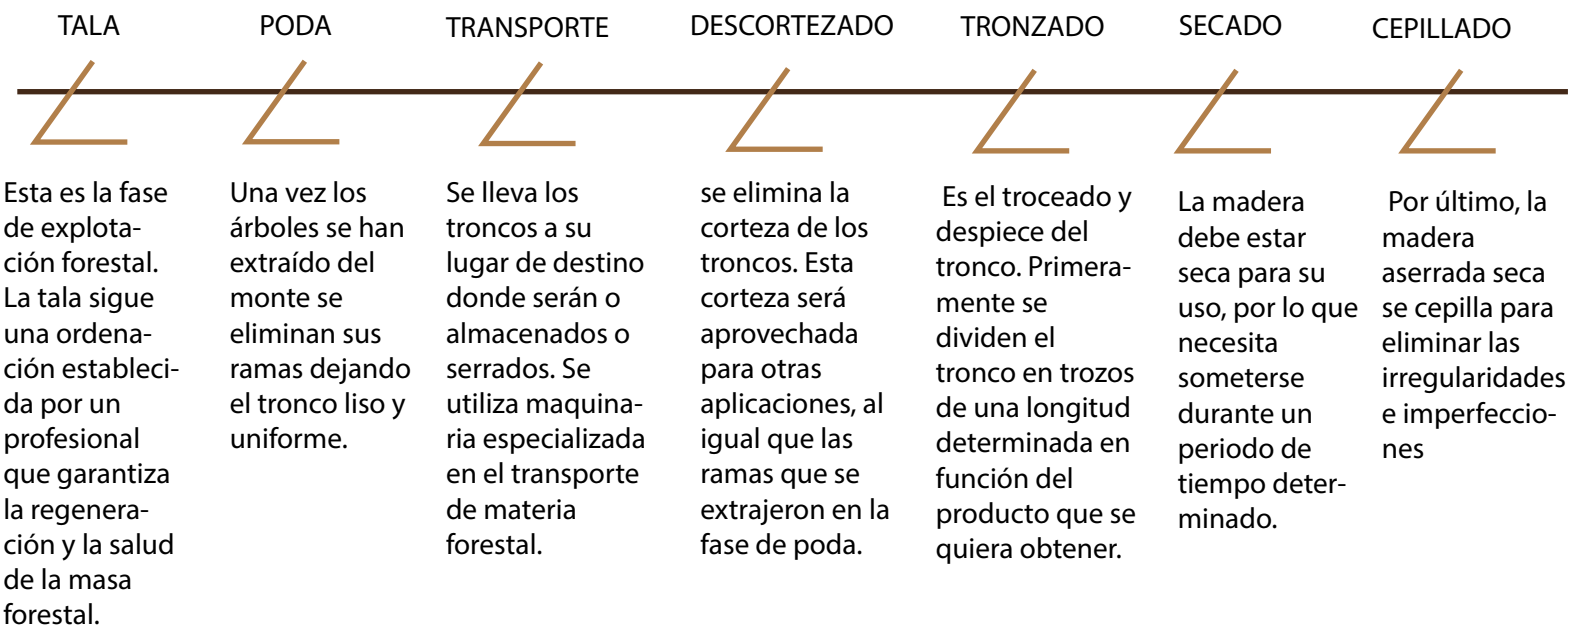 TALA
Esta es la fase
de explota-
ción forestal.
La tala sigue
una ordena-
ción estableci-
da por un
profesional
que garantiza
la regenera-
ción y la salud
de la masa
forestal.
PODA
Una vez los
árboles se han
extraído del
monte se
eliminan sus
ramas dejando
el tronco liso y
uniforme.
TRANSPORTE
Se lleva los
troncos a su
lugar de destino
donde serán o
almacenados o
serrados. Se
utiliza maquina-
ria especializada
en el transporte
de materia
forestal.
DESCORTEZADO
se elimina la
corteza de los
troncos. Esta
corteza será
aprovechada
para otras
aplicaciones, al
igual que las
ramas que se
extrajeron en la
fase de poda.
TRONZADO
Es el troceado y
despiece del
tronco. Primera-
mente se
dividen el
tronco en trozos
de una longitud
determinada en
función del
producto que se
quiera obtener.
SECADO
La madera
debe estar
seca para su
uso, por lo que
necesita
someterse
durante un
periodo de
tiempo deter-
minado.
CEPILLADO
Por último, la
madera
aserrada seca
se cepilla para
eliminar las
irregularidades
e imperfeccio-
nes